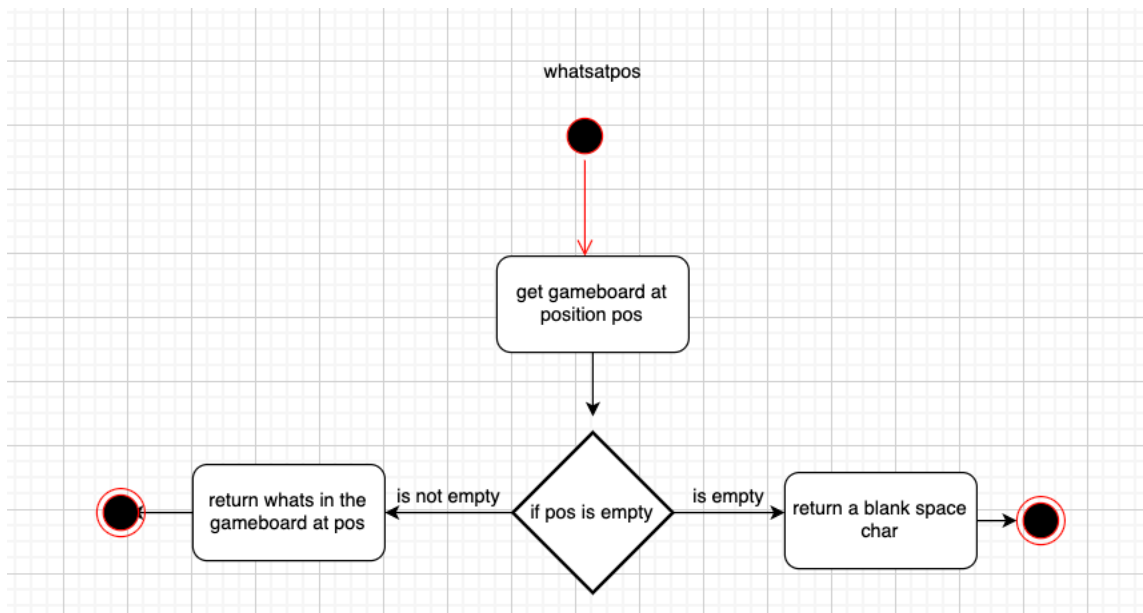 whatsatpos
get gameboard at
position pos
return whats in the
gameboard at pos
is not empty
if pos is empty
is empty
return a blank space
char